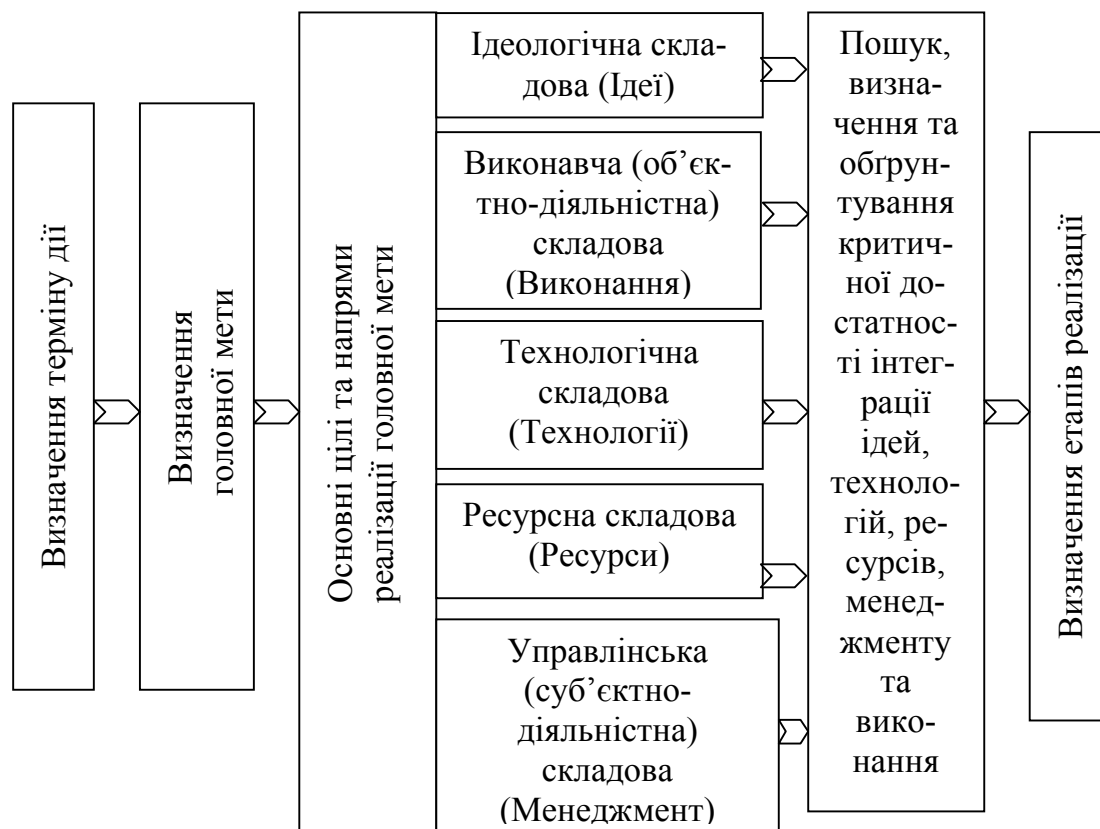 Визначення терміну дії
Визначення
головної мети
Основні цілі та напрями
реалізації головної мети
Ідеологічна скла-
дова (Ідеї)
Виконавча (об’єк-
тно-діяльністна)
складова
(Виконання)
Технологічна
складова
(Технології)
Ресурсна складова
(Ресурси)
Управлінська
(суб’єктно-
діяльністна)
складова
(Менеджмент)
Пошук,
визна-
чення та
обґрун-
тування
критич-
ної до-
статнос-
ті інтег-
рації
ідей,
техноло-
гій, ре-
сурсів,
менед-
жменту
та
вико-
нання
Визначення етапів реалізації